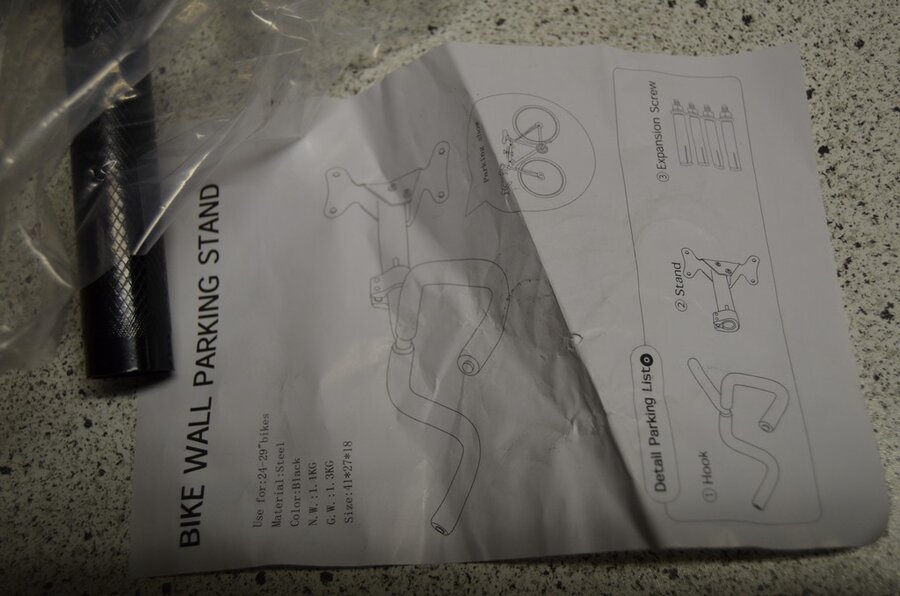 BIKE WALL PARKING STAND
Use for:24-29"bikes
Material:Steel
Color:Black
N.W.:1.1KG
G.W.:1.3KG
Size:41*27*18
Parking
Detail Parking List
① Hook
② Stand
③ Expansion Screw